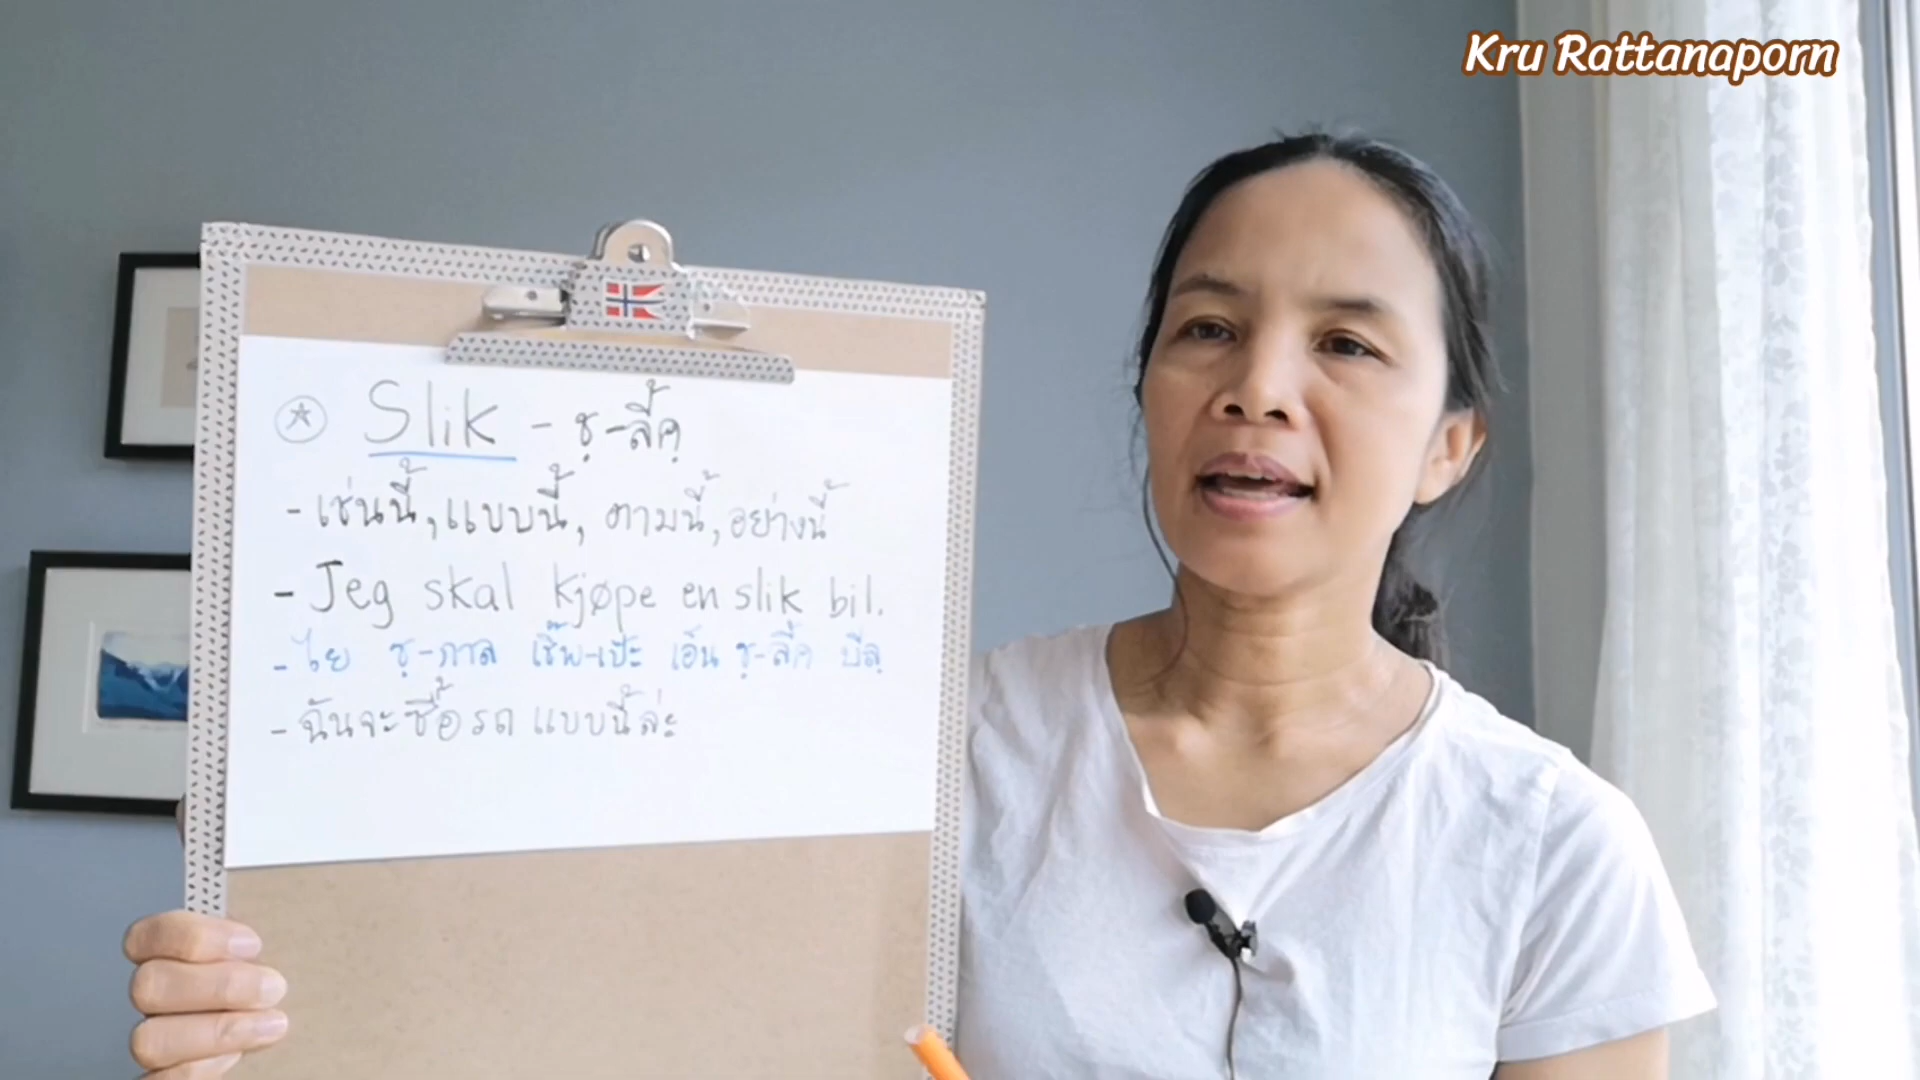 Kru Rattanaporn
Slik - ชฺ-ลี้คฺ
- เช่นนี้, แบบนี้, ตามนี้, อย่างนี้
- Jeg skal kjøpe en slik bil.
- ไย ชฺ-กาล เชิ้พ-เป้ะ เอ็น ชฺ-ลี้ค บีลฺ
- ฉันจะซื้อรถ แบบนี้ล่ะ